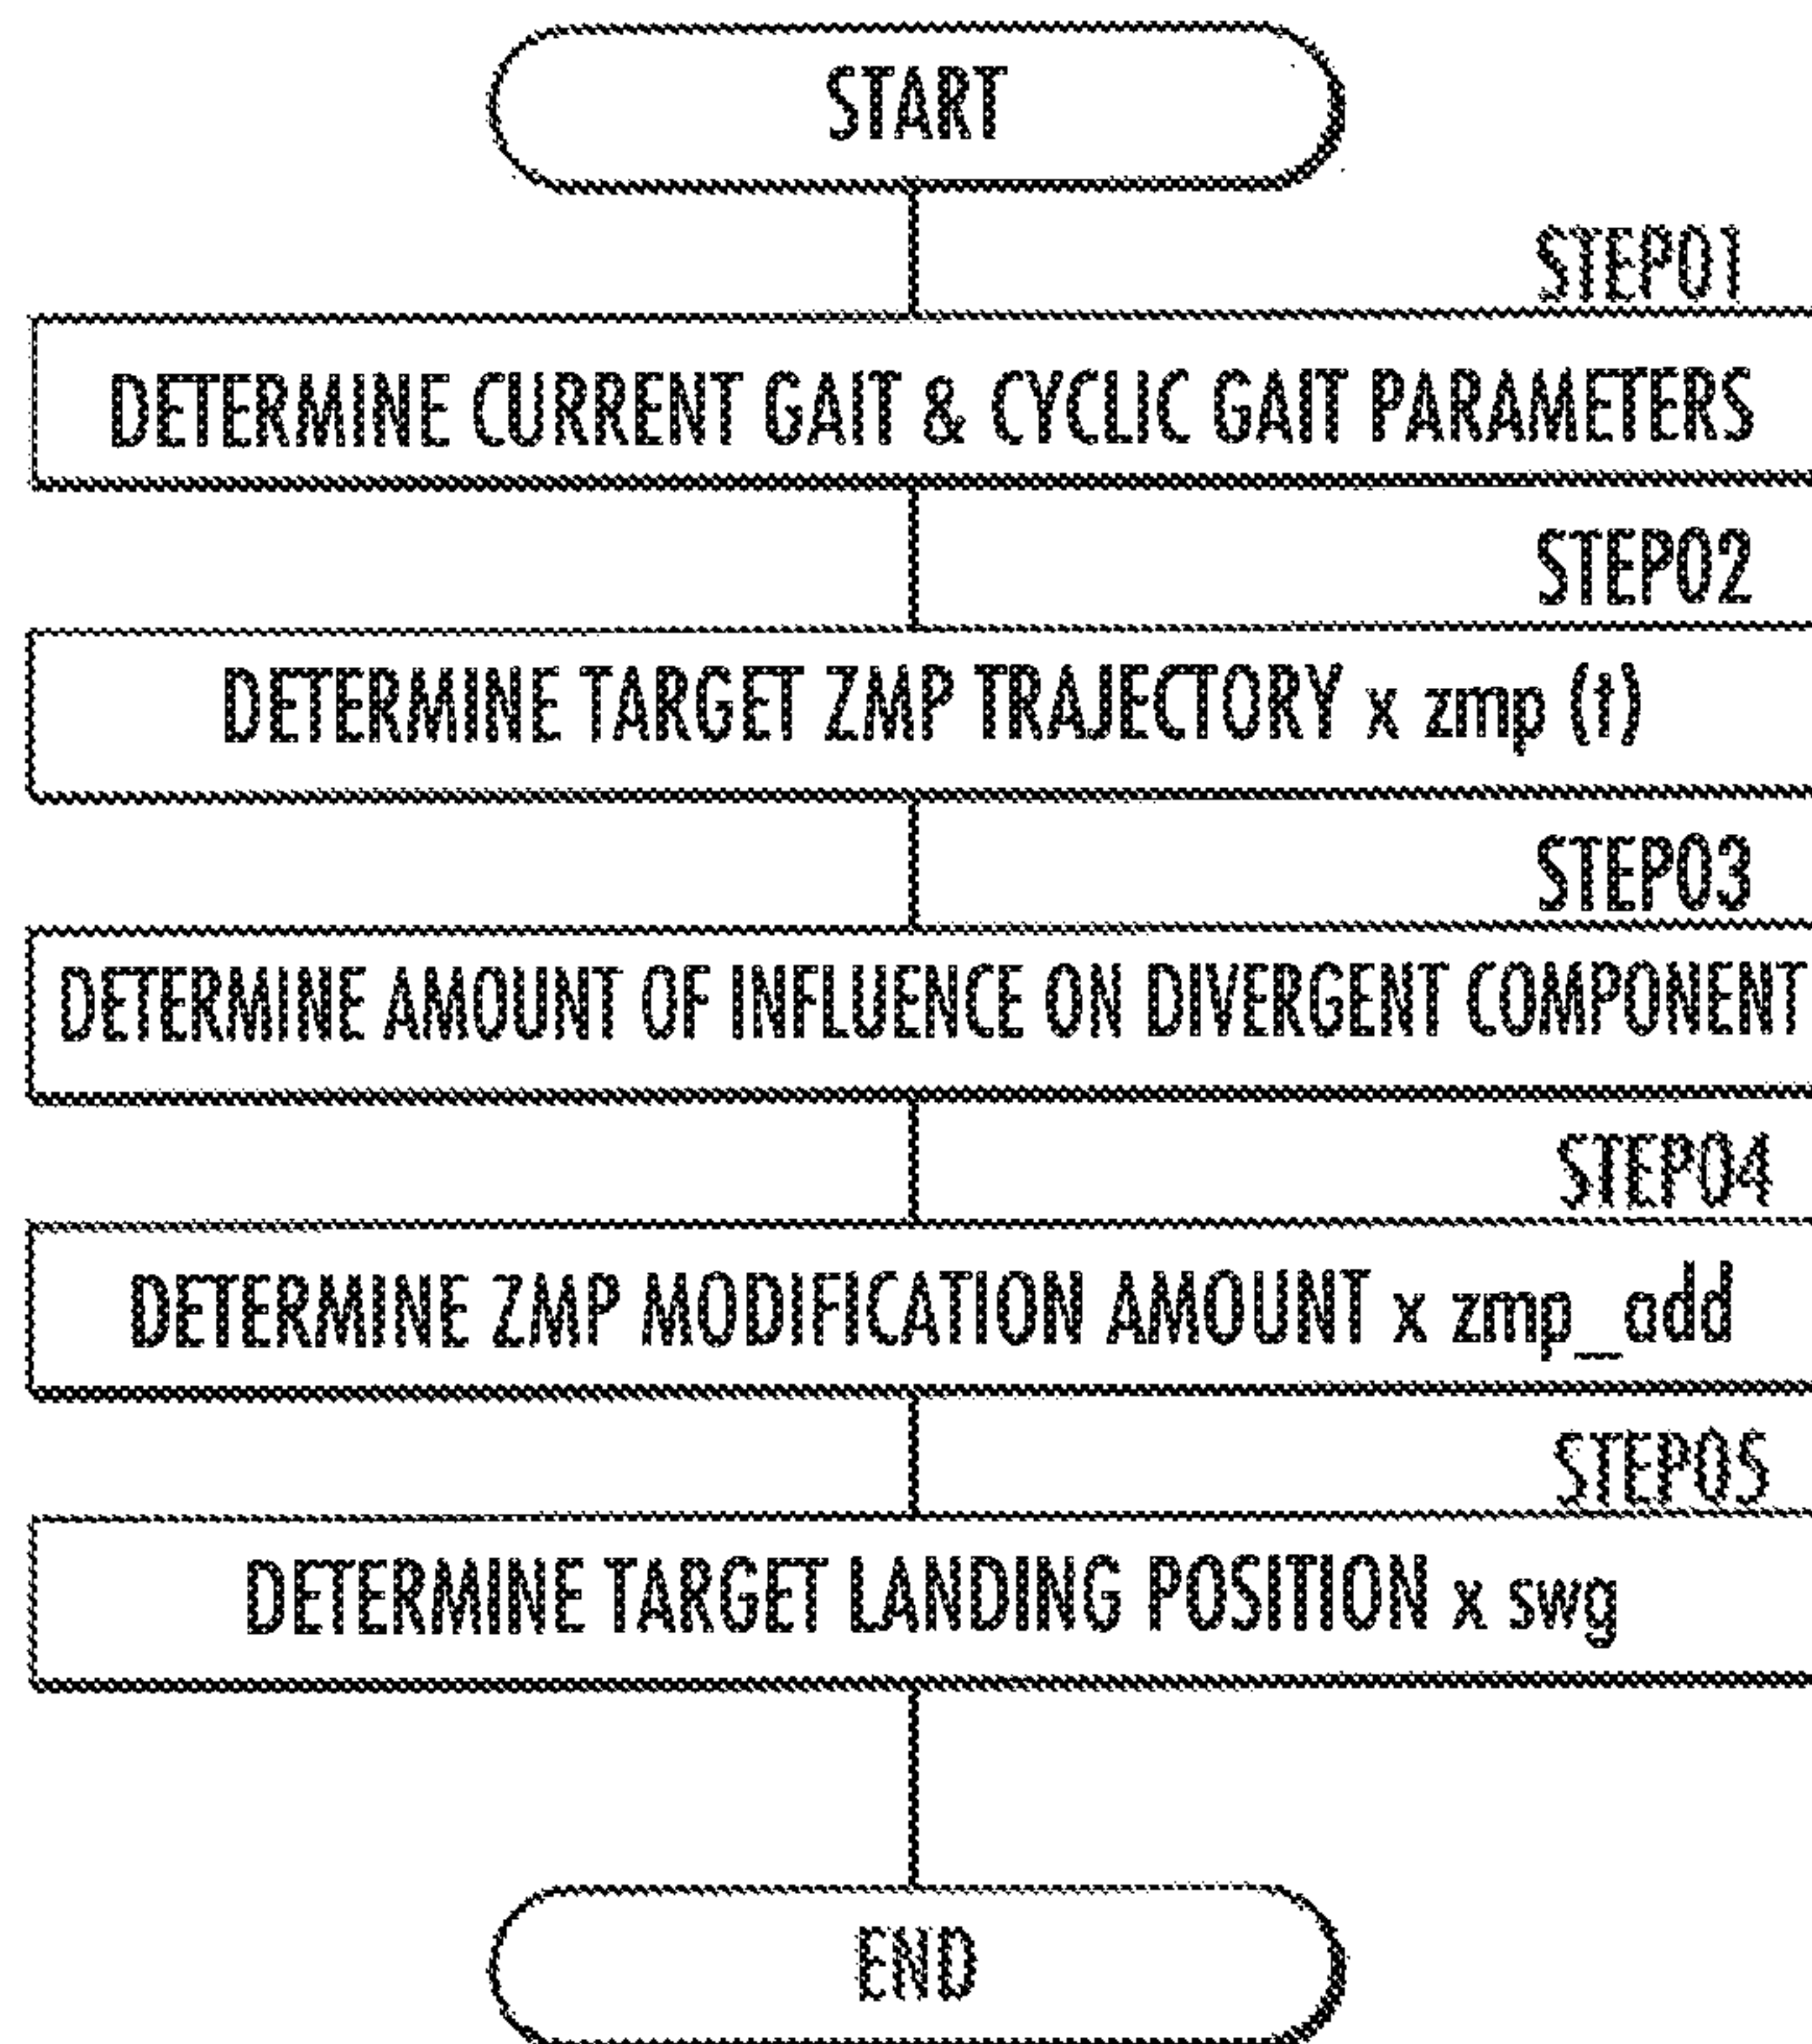 START
STEP01
DETERMINE CURRENT GAIT & CYCLIC GAIT PARAMETERS
STEP02
DETERMINE TARGET ZMP TRAJECTORY x zmp (t)
STEP03
DETERMINE AMOUNT OF INFLUENCE ON DIVERGENT COMPONENT
STEP04
DETERMINE ZMP MODIFICATION AMOUNT x zmp_add
STEP05
DETERMINE TARGET LANDING POSITION x swg
END